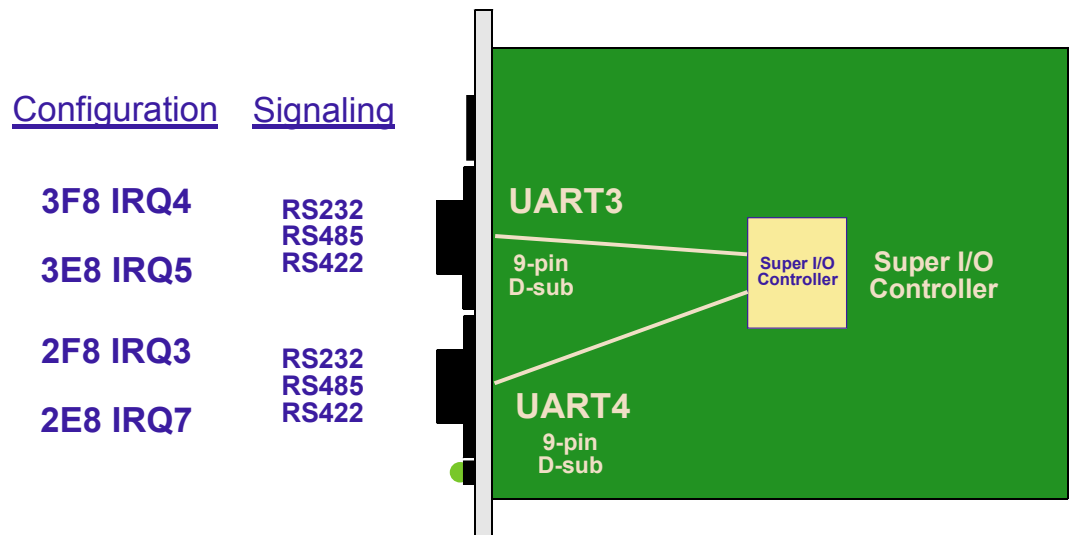 Configuration
Signaling
3F8 IRQ4
3E8 IRQ5
RS232
RS485
RS422
2F8 IRQ3
2E8 IRQ7
RS232
RS485
RS422
UART3
9-pin
D-sub
UART4
9-pin
D-sub
Super I/O
Controller
Super I/O
Controller